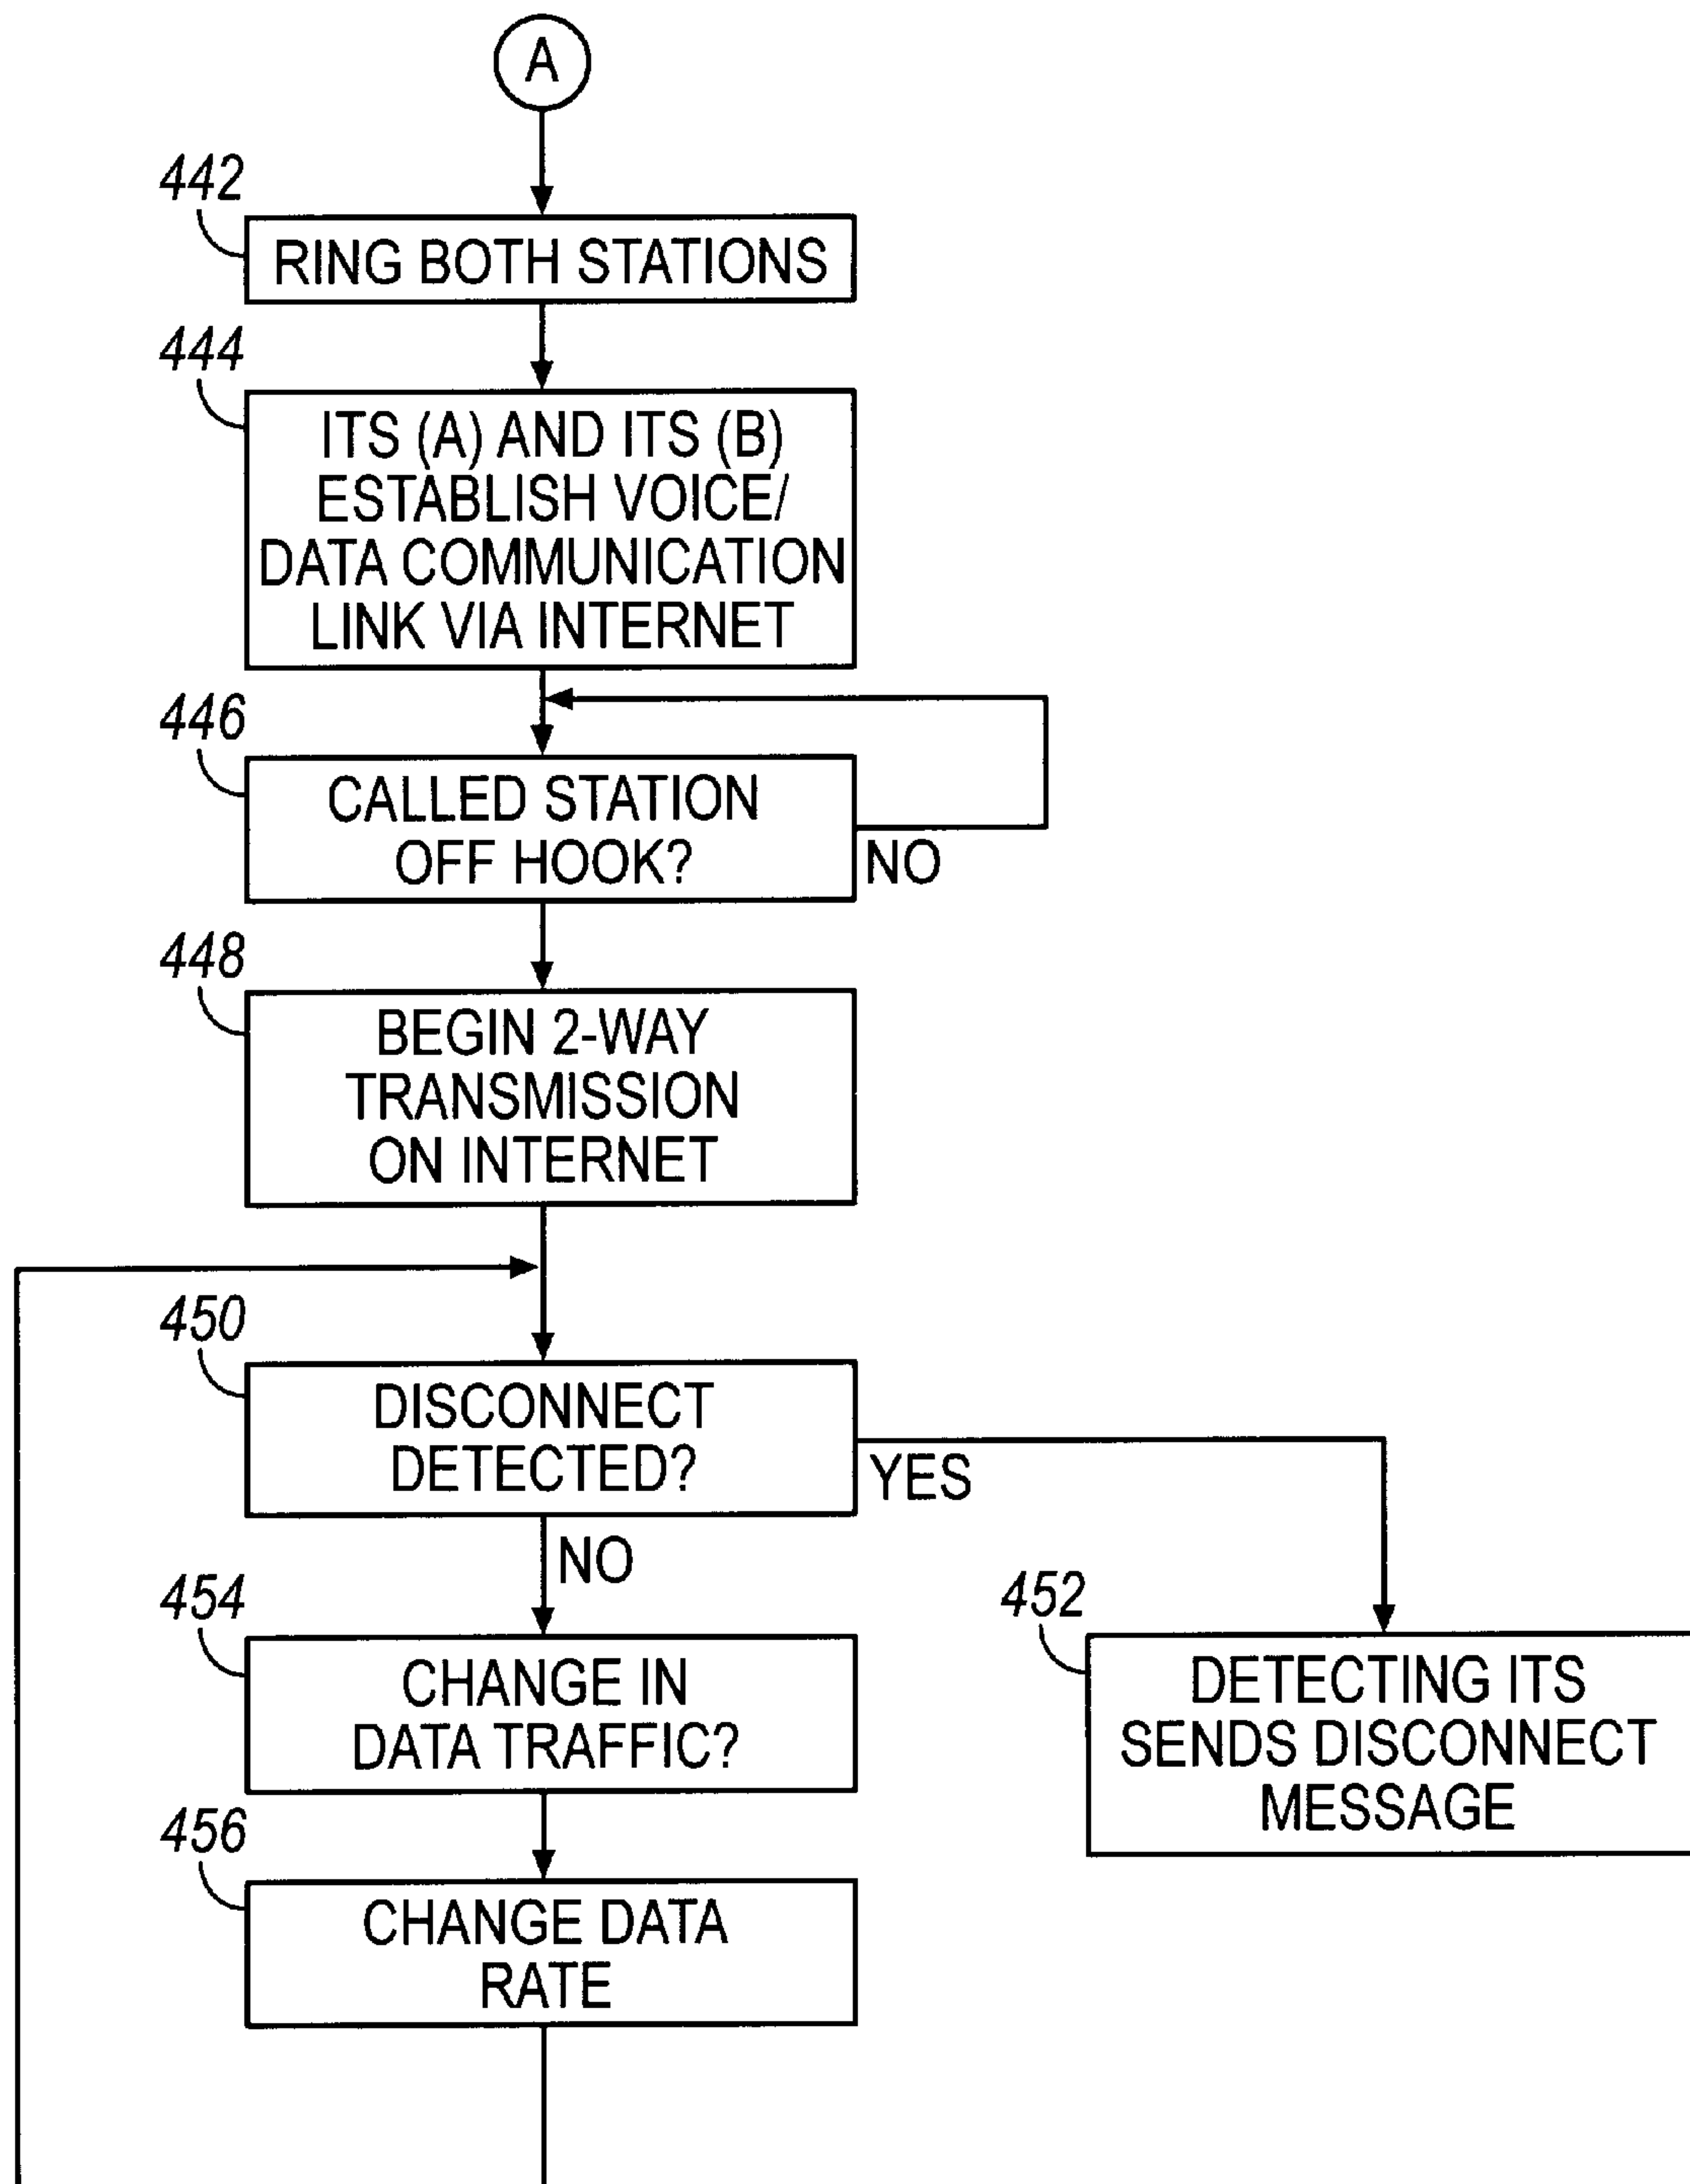 A
442
RING BOTH STATIONS
444
ITS (A) AND ITS (B)
ESTABLISH VOICE/
DATA COMMUNICATION
LINK VIA INTERNET
446
CALLED STATION
OFF HOOK?
NO
448
BEGIN 2-WAY
TRANSMISSION
ON INTERNET
450
DISCONNECT
DETECTED?
YES
NO
454
CHANGE IN
DATA TRAFFIC?
452
DETECTING ITS
SENDS DISCONNECT
MESSAGE
456
CHANGE DATA
RATE